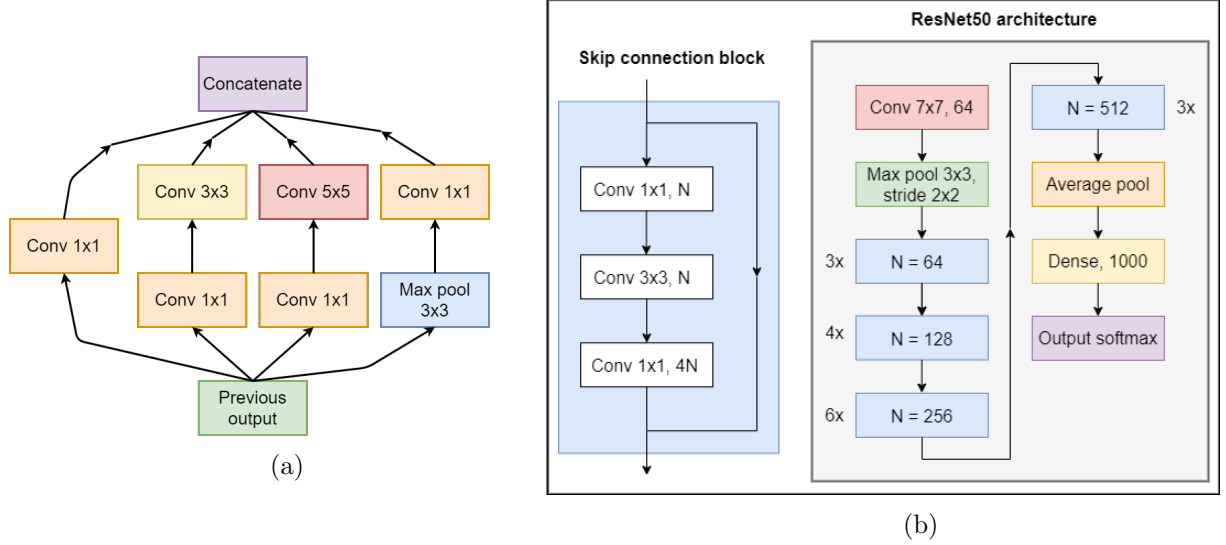 Concatenate
Conv 3x3
Conv 5x5
Conv 1x1
Conv 1x1
Conv 1x1
Conv 1x1
Max pool
3x3
Previous
output
(a)
Skip connection block
Conv 1x1, N
Conv 3x3, N
Conv 1x1, 4N
ResNet50 architecture
Conv 7x7, 64
Max pool 3x3,
stride 2x2
3x
N = 64
4x
N = 128
6x
N = 256
N = 512
3x
Average pool
Dense, 1000
Output softmax
(b)